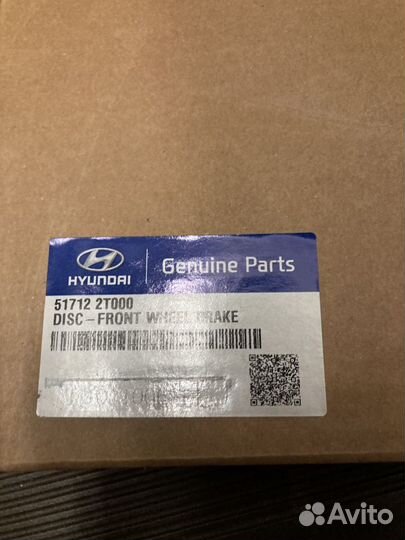 HYUNDAI
Genuine Parts
51712 2T000
DISC-FRONT WHEEL BRAKE
Avito